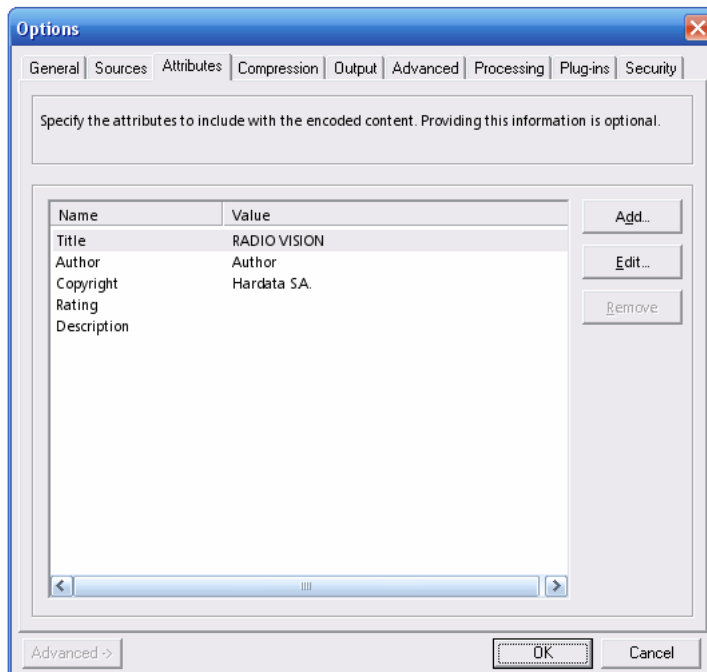 Options
General Sources Attributes Compression Output Advanced Processing Plug-ins Security
Specify the attributes to include with the encoded content. Providing this information is optional.
Name Value
Title RADIO VISION
Author Author
Copyright Hardata S.A.
Rating
Description
Add...
Edit...
Remove
Advanced ->
OK
Cancel